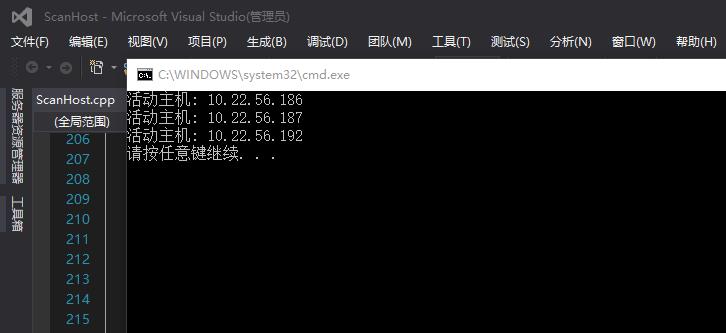 ScanHost - Microsoft Visual Studio(管理员)
文件(F) 编辑(E) 视图(V) 项目(P) 生成(B) 调试(D) 团队(M) 工具(T) 测试(S) 分析(N) 窗口(W) 帮助(H)
C:\WINDOWS\system32\cmd.exe
C:\.
服务器资源管理器
工具箱
ScanHost.cpp
(全局范围)
活动主机: 10.22.56.186
活动主机: 10.22.56.187
活动主机: 10.22.56.192
请按任意键继续. . .
206
207
208
209
210
211
212
213
214
215